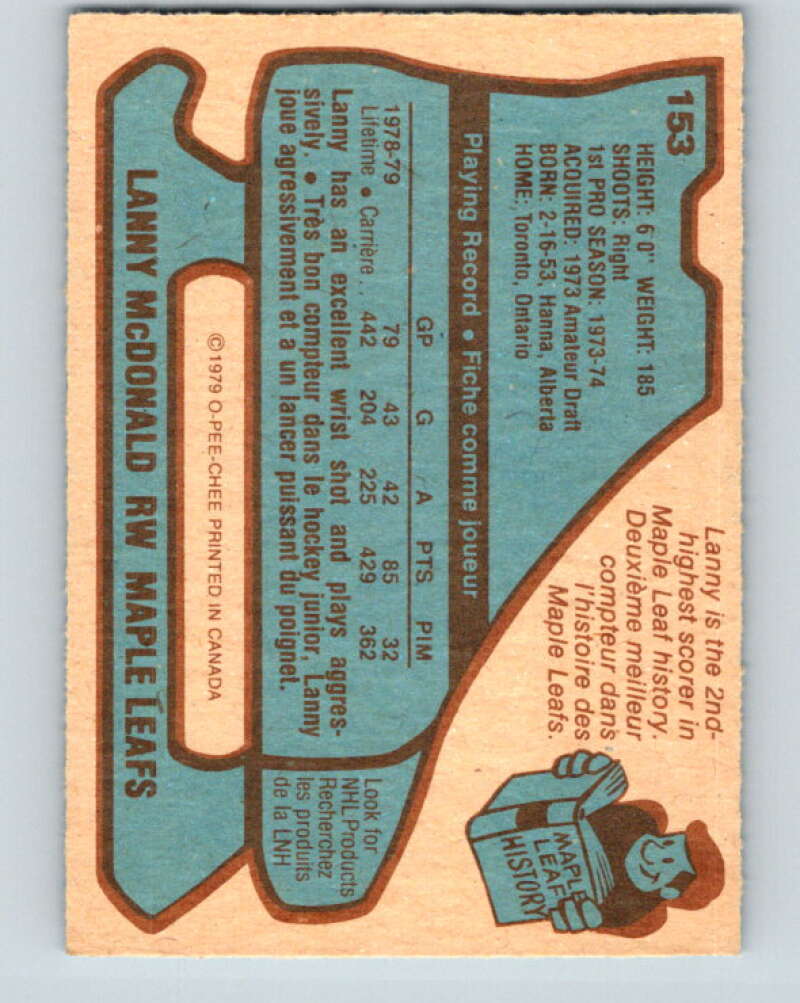 153
HEIGHT: 6'0" WEIGHT: 185
SHOOTS: Right
1st PRO SEASON: 1973-74
ACQUIRED: 1973 Amateur Draft
BORN: 2-16-53, Hanna, Alberta
HOME: Toronto, Ontario
Lanny is the 2nd-
highest scorer in
Maple Leaf history.
Deuxième meilleur
compteur dans
l'histoire des
Maple Leafs.
MAPLE
LEAF
HISTORY
Playing Record • Fiche comme joueur
GP G A PTS. PIM
1978-79 79 43 42 85 32
Lifetime • Carrière .. 442 204 225 429 362
Lanny has an excellent wrist shot and plays aggres-
sively. • Très bon compteur dans le hockey junior, Lanny
joue agressivement et a un lancer puissant du poignet.
Look for
NHL Products
Recherchez
les produits
de la LNH
©1979 O-PEE-CHEE PRINTED IN CANADA
LANNY McDONALD RW MAPLE LEAFS